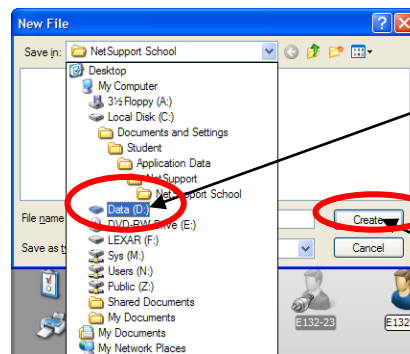 New File
Save in: NetSupport School
Desktop
My Computer
3½ Floppy (A:)
Local Disk (C:)
Documents and Settings
Student
Application Data
NetSupport
NetSupport School
Data (D:)
DVD-RW Drive (E:)
LEXAR (F:)
Sys (M:)
Users (N:)
Public (Z:)
Shared Documents
My Documents
My Documents
My Network Places
File name
Create
Save as
Cancel
E132-23
E132